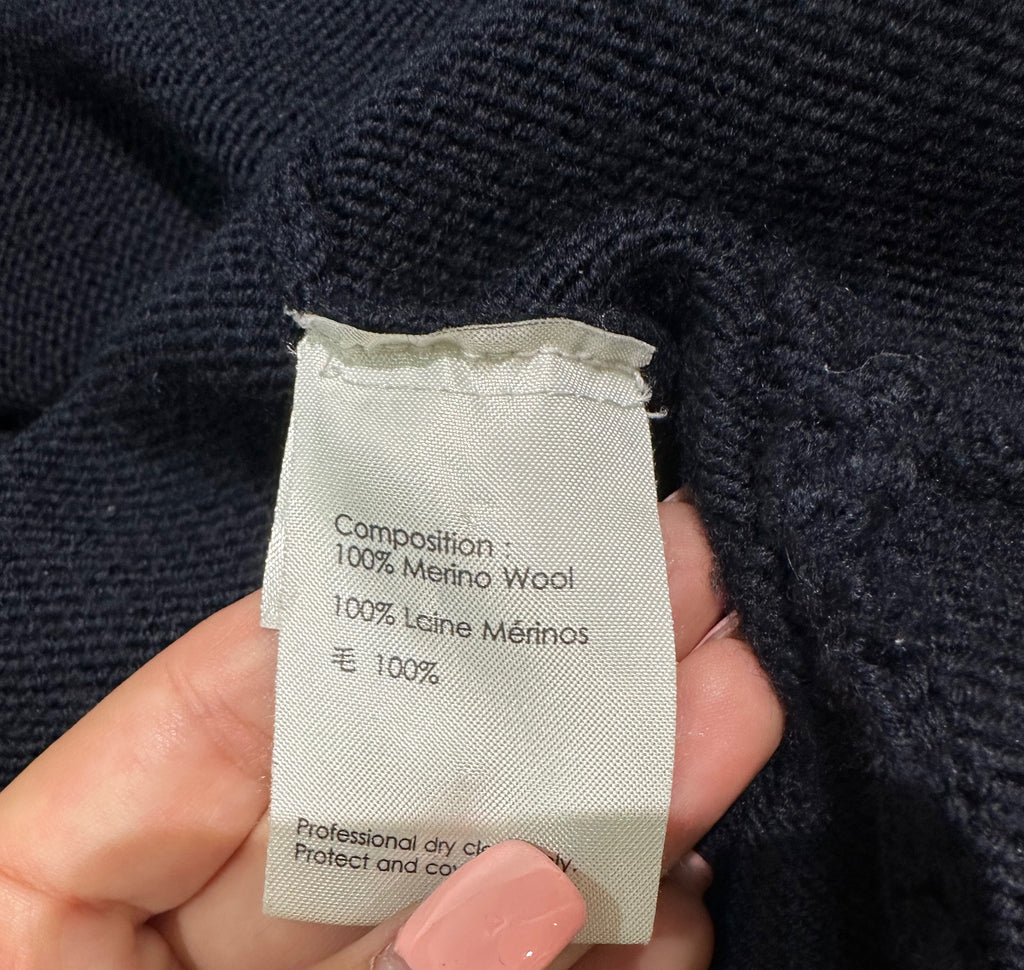 Composition :
100% Merino Wool
100% Laine Mérinos
毛 100%
Professional dry
Protect and